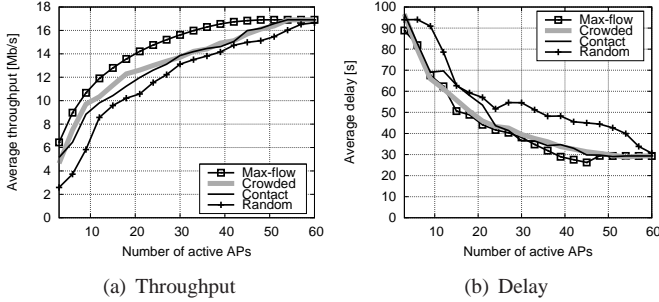 Average throughput [Mb/s]
18
16
14
12
10
8
6
4
2
0
10 20 30 40 50 60
Number of active APs
Max-flow
Crowded
Contact
Random
(a) Throughput
Average delay [s]
100
90
80
70
60
50
40
30
20
10
0
10 20 30 40 50 60
Number of active APs
Max-flow
Crowded
Contact
Random
(b) Delay